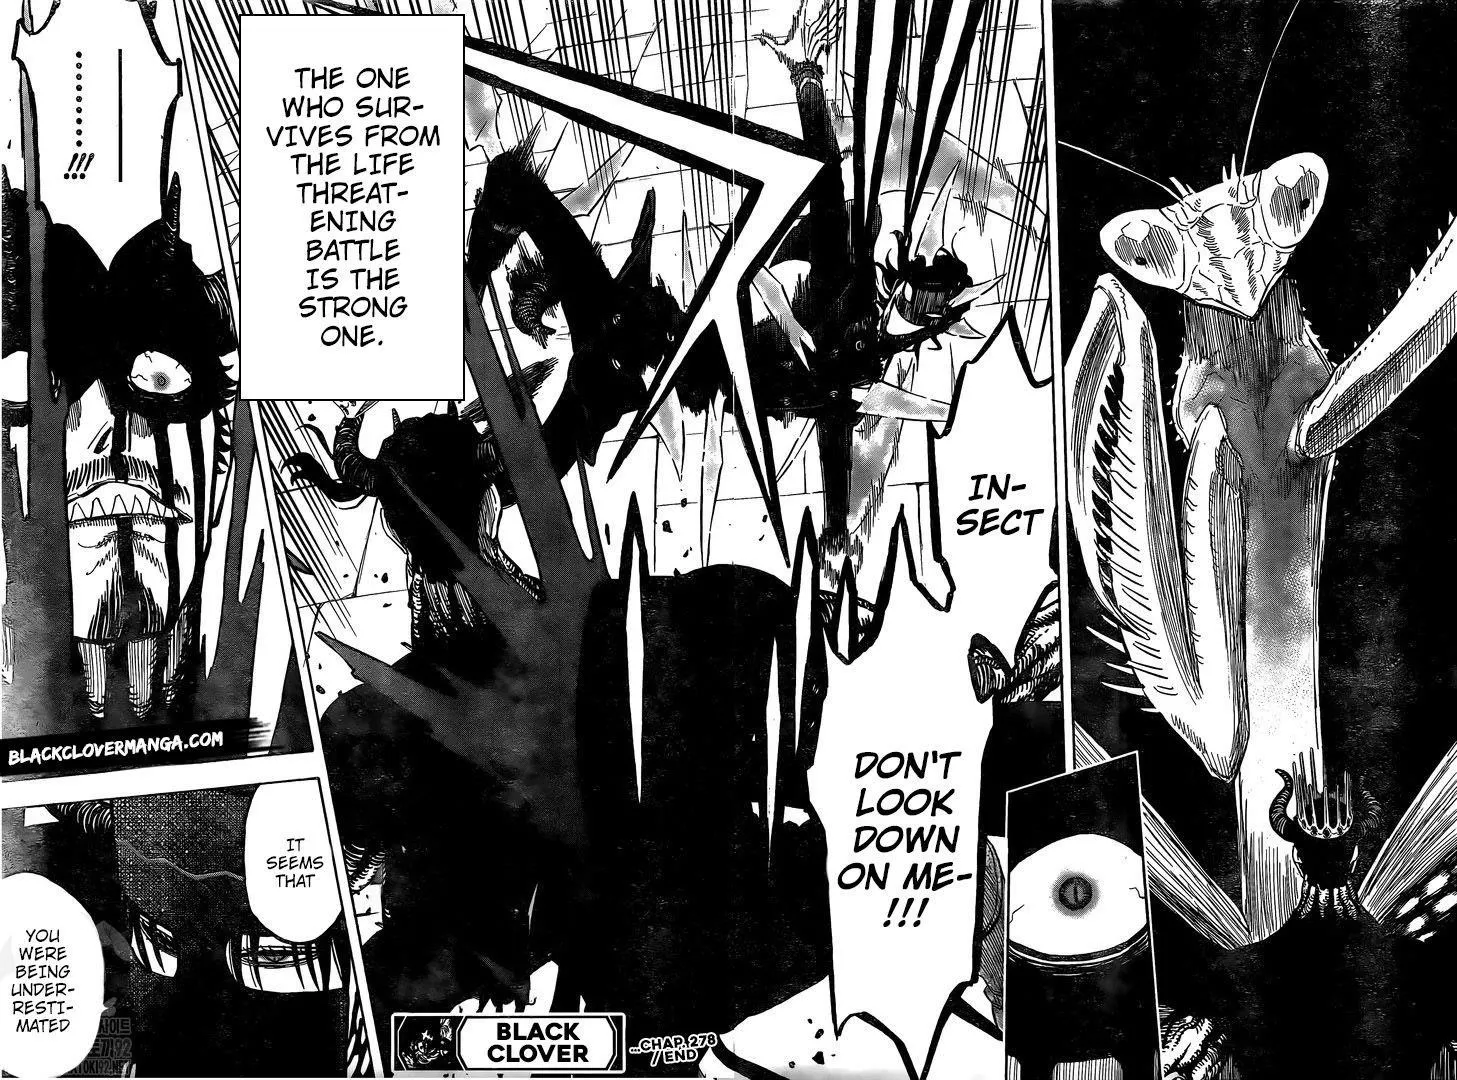 IN-
SECT
DON'T
LOOK
DOWN
ON ME-
!!!
THE ONE
WHO SUR-
VIVES FROM
THE LIFE
THREAT-
ENING
BATTLE
IS THE
STRONG
ONE.
.........!!!
BLACKCLOVERMANGA.COM
IT
SEEMS
THAT
YOU
WERE
BEING
UNDER-
RESTI-
MATED
BLACK
CLOVER
...CHAP. 278
/ END